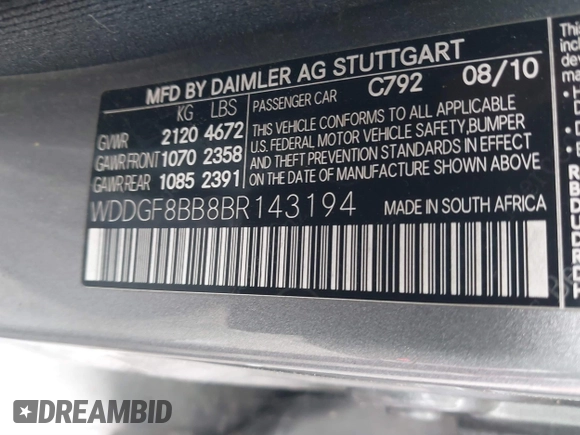 MFD BY DAIMLER AG STUTTGART
KG LBS PASSENGER CAR C792 08/10
GVWR 2120 4672
GAWR FRONT 1070 2358
GAWR REAR 1085 2391
THIS VEHICLE CONFORMS TO ALL APPLICABLE
U.S. FEDERAL MOTOR VEHICLE SAFETY, BUMPER
AND THEFT PREVENTION STANDARDS IN EFFECT
ON THE DATE OF MANUFACTURE SHOWN ABOVE.
WDDGF8BB8BR143194 MADE IN SOUTH AFRICA
DREAMBID